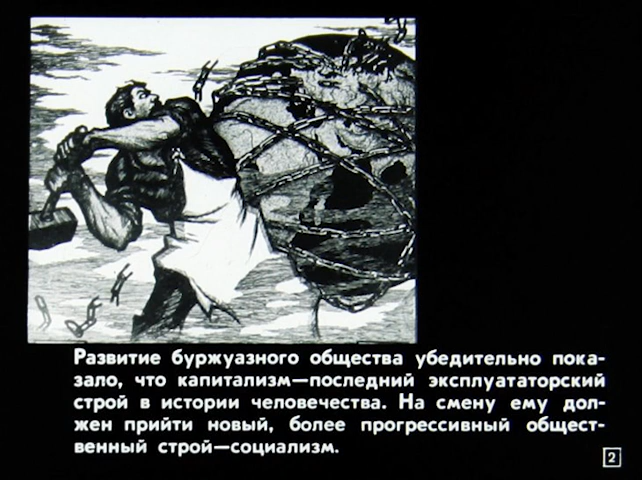 Развитие буржуазного общества убедительно пока-
зало, что капитализм—последний эксплуататорский
строй в истории человечества. На смену ему дол-
жен прийти новый, более прогрессивный общест-
венный строй—социализм.
2